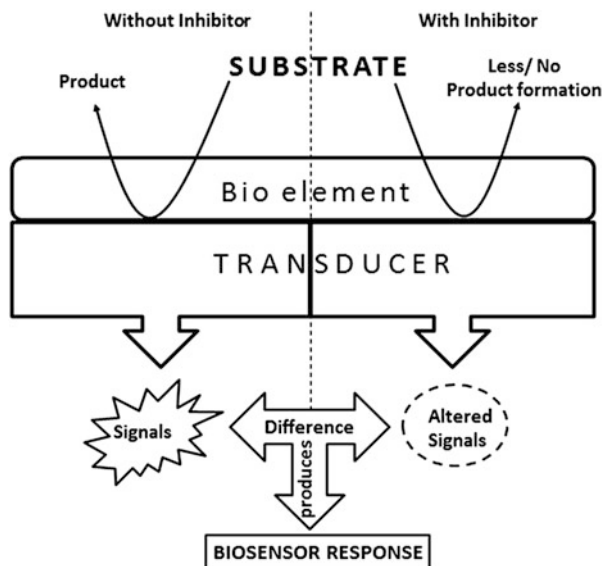 Without Inhibitor
With Inhibitor
SUBSTRATE
Product
Less/ No
Product formation
Bio element
TRANSDUCER
Signals
Difference
Altered
Signals
produces
BIOSENSOR RESPONSE